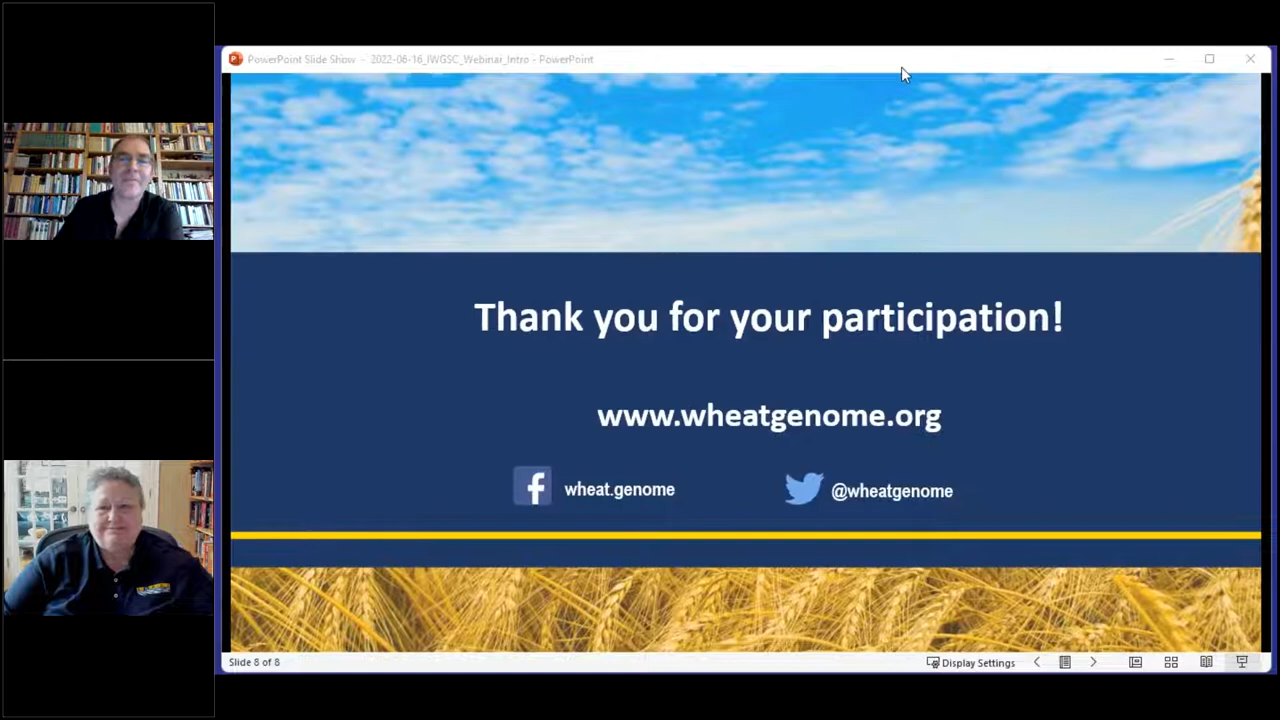 PowerPoint Slide Show - 2022-06-16_IWGSC_Webinar_Intro - PowerPoint
Thank you for your participation!
www.wheatgenome.org
wheat.genome
@wheatgenome
Slide 8 of 8
Display Settings